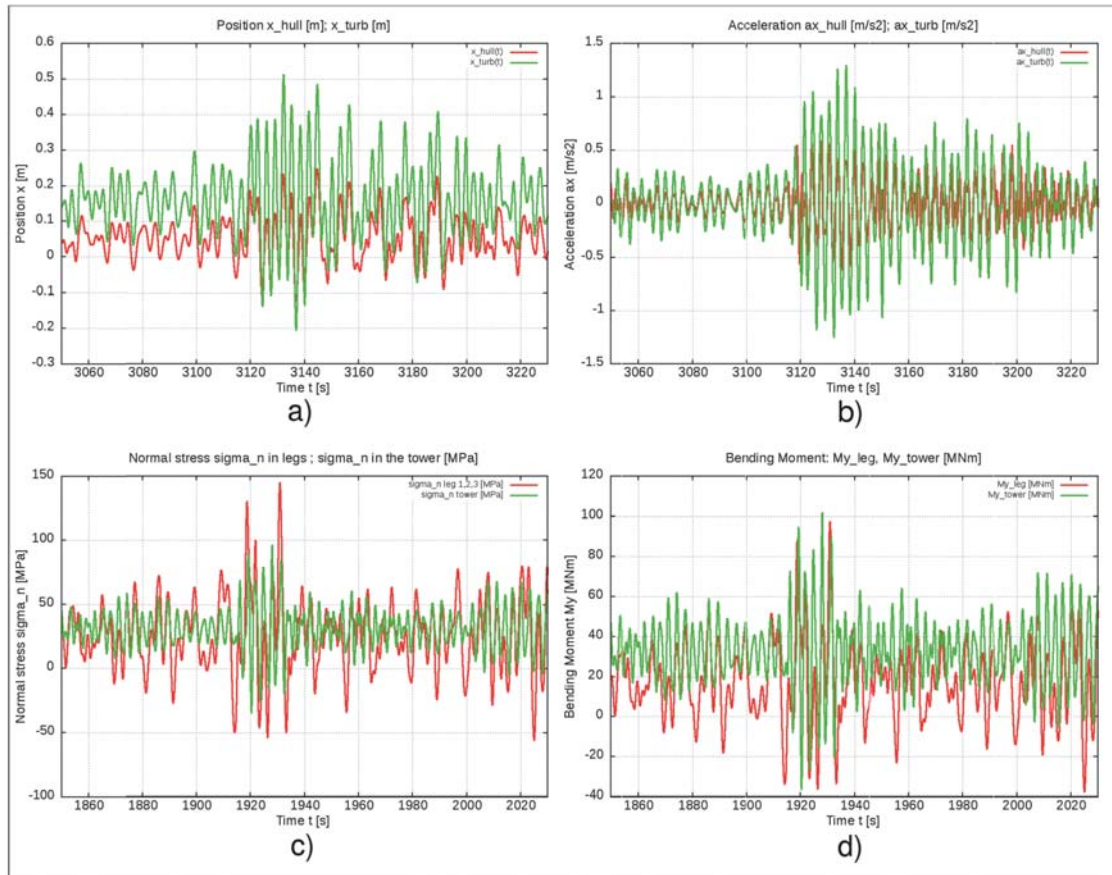 Position x_hull [m]; x_turb [m]
0.6
0.5
0.4
0.3
0.2
0.1
0
-0.1
-0.2
-0.3
Position x [m]
x_hull(t)
x_turb(t)
3060 3080 3100 3120 3140 3160 3180 3200 3220
Time t [s]
a)
Acceleration ax_hull [m/s2]; ax_turb [m/s2]
1.5
1
0.5
0
-0.5
-1
-1.5
Acceleration ax [m/s2]
ax_hull(t)
ax_turb(t)
3060 3080 3100 3120 3140 3160 3180 3200 3220
Time t [s]
b)
Normal stress sigma_n in legs ; sigma_n in the tower [MPa]
150
100
50
0
-50
-100
Normal stress sigma_n [MPa]
sigma_n leg 1,2,3 [MPa]
sigma_n tower [MPa]
1860 1880 1900 1920 1940 1960 1980 2000 2020
Time t [s]
c)
Bending Moment: My_leg, My_tower [MNm]
120
100
80
60
40
20
0
-20
-40
Bending Moment My [MNm]
My_leg [MNm]
My_tower [MNm]
1860 1880 1900 1920 1940 1960 1980 2000 2020
Time t [s]
d)